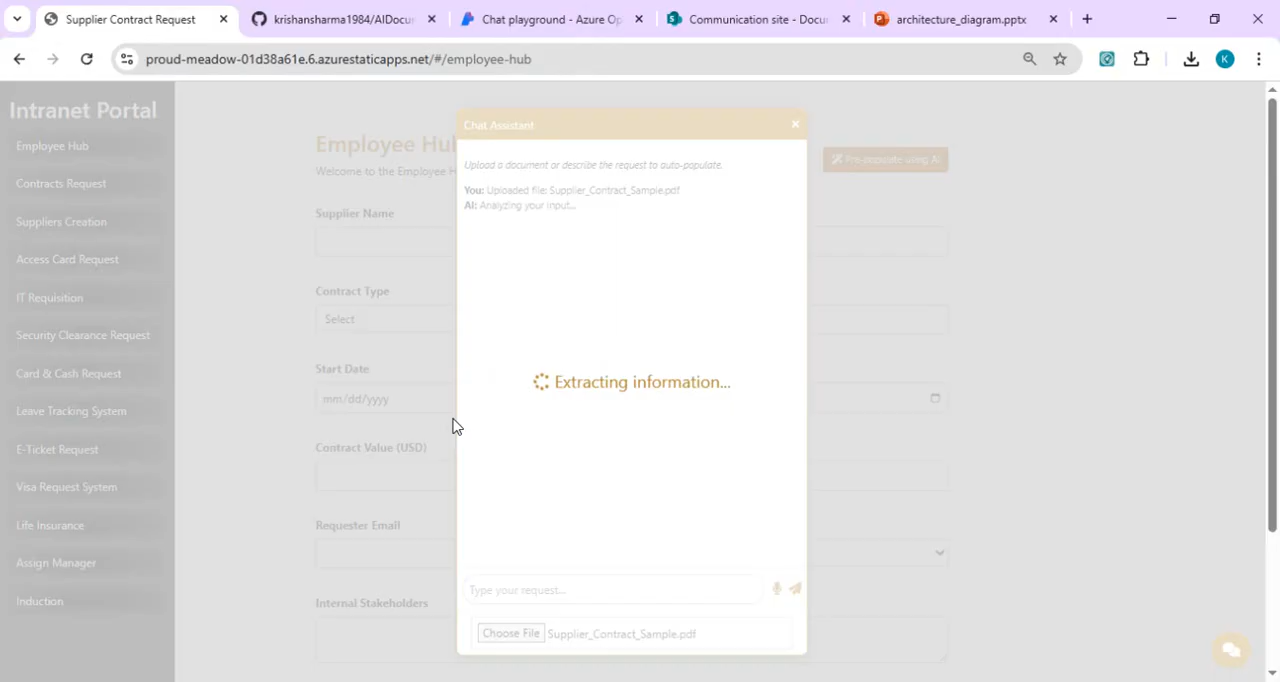 Supplier Contract Request
krishansharma1984/AIDocu
Chat playground - Azure Op
Communication site - Docu
architecture_diagram.pptx
proud-meadow-01d38a61e.6.azurestaticapps.net/#/employee-hub
K
Intranet Portal
Employee Hub
Contracts Request
Suppliers Creation
Access Card Request
IT Requisition
Security Clearance Request
Card & Cash Request
Leave Tracking System
E-Ticket Request
Visa Request System
Life Insurance
Assign Manager
Induction
Employee Hub
Welcome to the Employee H
Pre-populate using AI
Supplier Name
Contract Type
Select
Start Date
mm/dd/yyyy
Contract Value (USD)
Requester Email
Internal Stakeholders
Chat Assistant
Upload a document or describe the request to auto-populate.
You: Uploaded file: Supplier_Contract_Sample.pdf
AI: Analyzing your input...
Extracting information...
Type your request...
Choose File Supplier_Contract_Sample.pdf